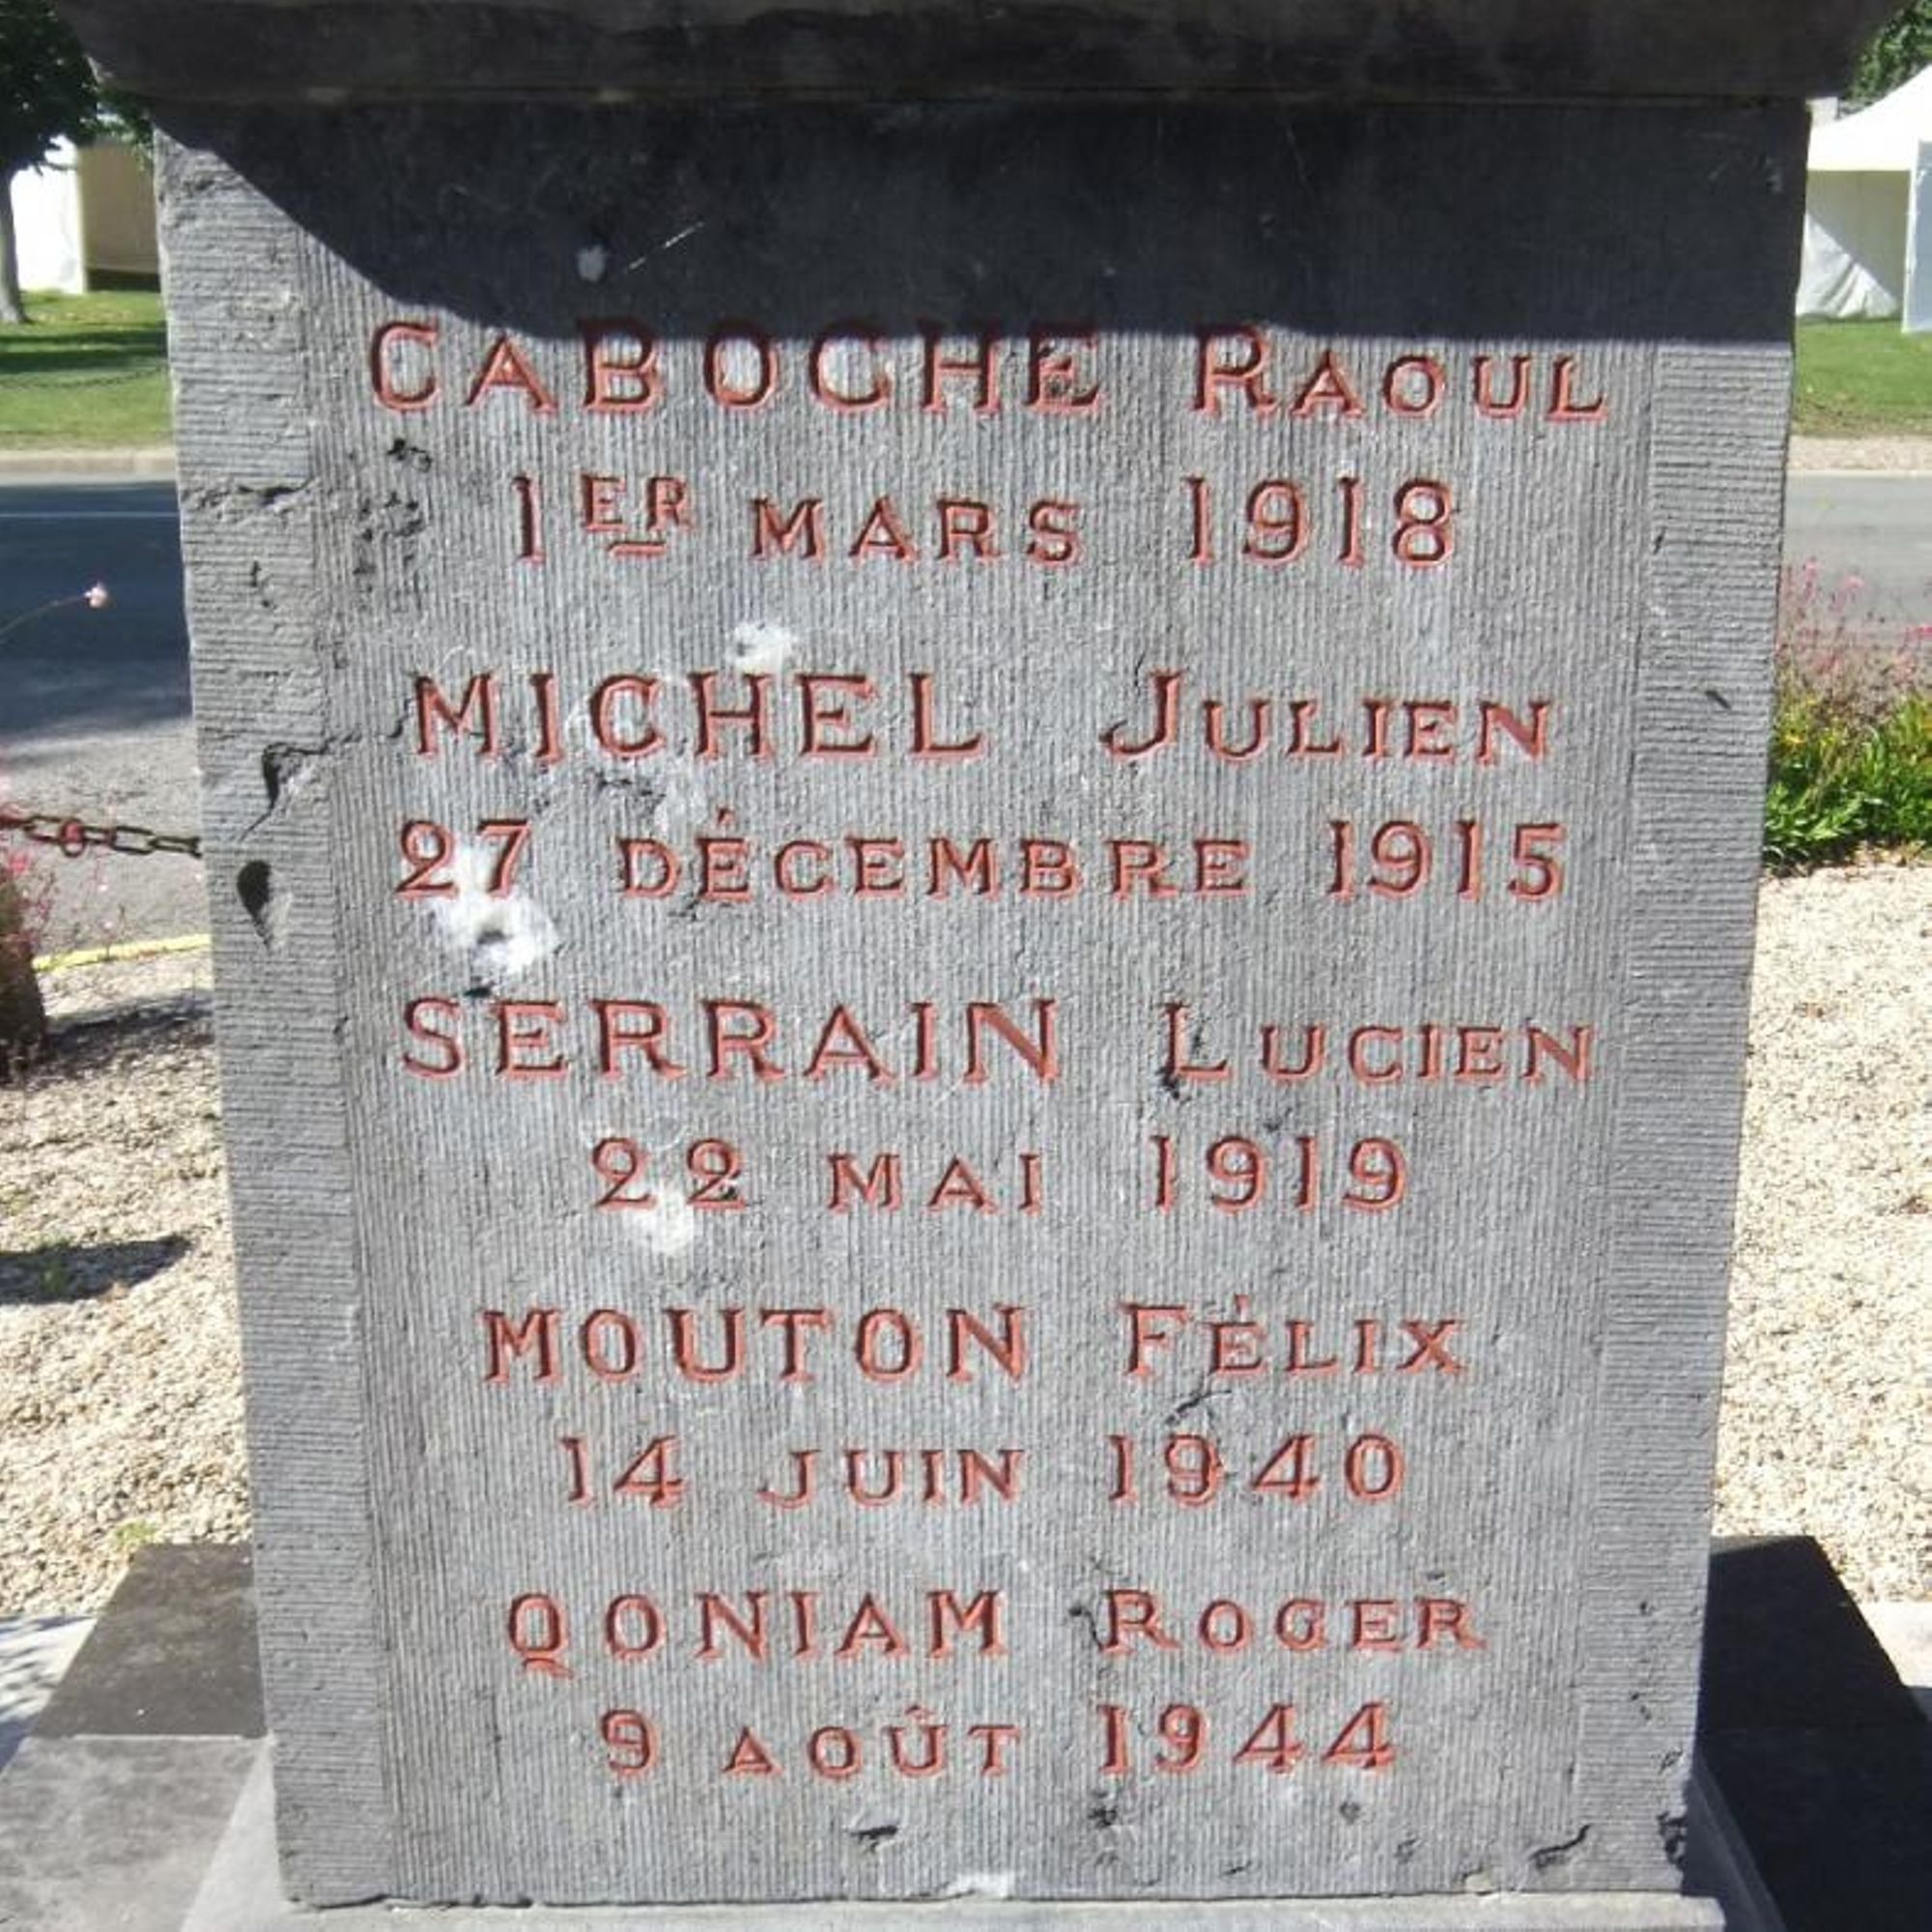 CABOCHE RAOUL
1ER MARS 1918
MICHEL JULIEN
27 DÉCEMBRE 1915
SERRAIN LUCIEN
22 MAI 1919
MOUTON FÉLIX
14 JUIN 1940
QONIAM ROGER
9 AOÛT 1944